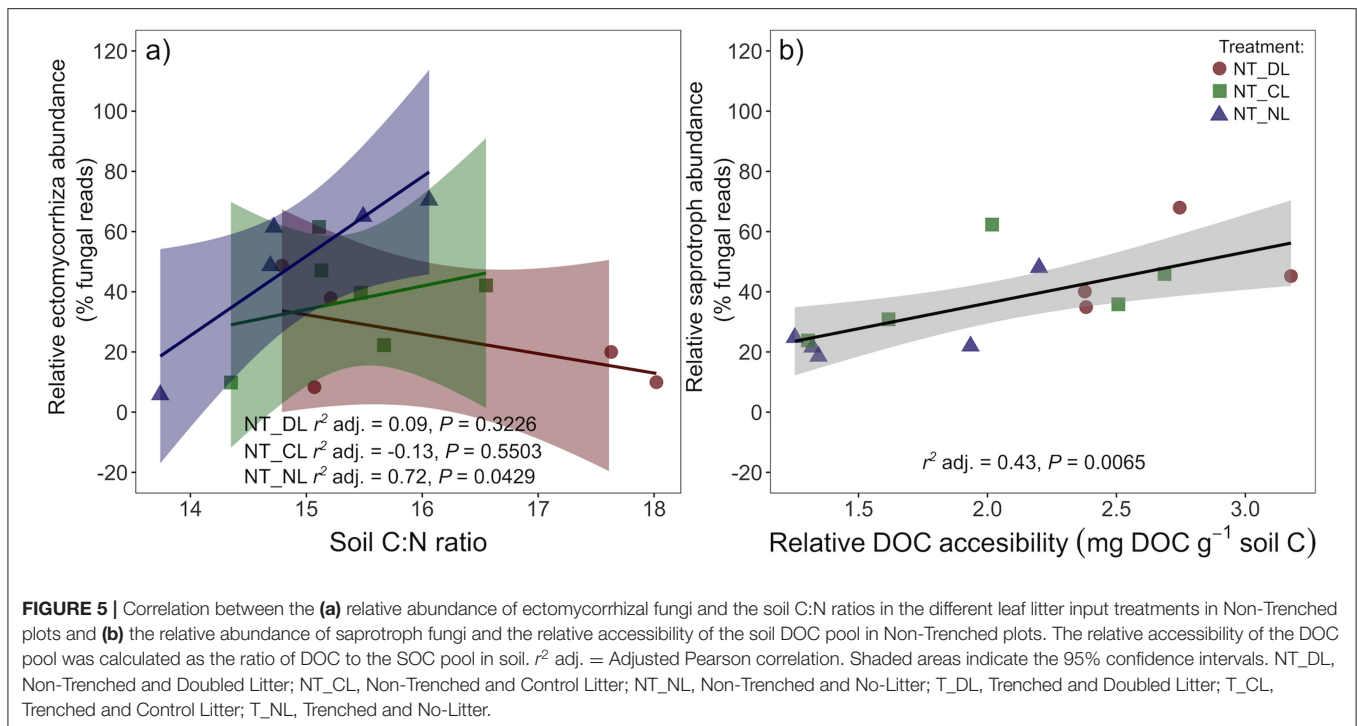 a)
Relative ectomycorrhiza abundance
(% fungal reads)
120
100
80
60
40
20
0
-20
NT_DL r² adj. = 0.09, P = 0.3226
NT_CL r² adj. = -0.13, P = 0.5503
NT_NL r² adj. = 0.72, P = 0.0429
14 15 16 17 18
Soil C:N ratio
b)
Relative saprotroph abundance
(% fungal reads)
120
100
80
60
40
20
0
-20
Treatment:
NT_DL
NT_CL
NT_NL
r² adj. = 0.43, P = 0.0065
1.5 2.0 2.5 3.0
Relative DOC accesibility (mg DOC g⁻¹ soil C)
FIGURE 5 | Correlation between the (a) relative abundance of ectomycorrhizal fungi and the soil C:N ratios in the different leaf litter input treatments in Non-Trenched
plots and (b) the relative abundance of saprotroph fungi and the relative accessibility of the soil DOC pool in Non-Trenched plots. The relative accessibility of the DOC
pool was calculated as the ratio of DOC to the SOC pool in soil. r² adj. = Adjusted Pearson correlation. Shaded areas indicate the 95% confidence intervals. NT_DL,
Non-Trenched and Doubled Litter; NT_CL, Non-Trenched and Control Litter; NT_NL, Non-Trenched and No-Litter; T_DL, Trenched and Doubled Litter; T_CL,
Trenched and Control Litter; T_NL, Trenched and No-Litter.